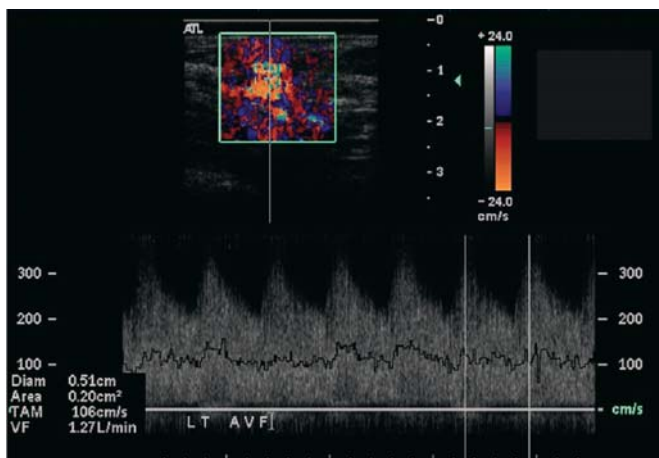 ATL
-0
-1
-2
-3
+ 24.0
- 24.0
cm/s
300 -
200 -
100 -
- 300
- 200
- 100
- cm/s
Diam 0.51cm
Area 0.20cm²
TAM 106cm/s
VF 1.27L/min
LT AVF